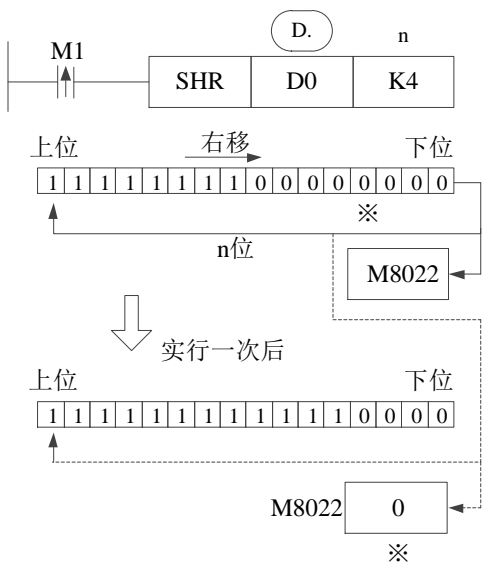 D.
n
M1
SHR D0 K4
右移
上位 下位
1 1 1 1 1 1 1 1 0 0 0 0 0 0 0 0
※
n位
M8022
实行一次后
上位 下位
1 1 1 1 1 1 1 1 1 1 1 1 0 0 0 0
M8022 0
※